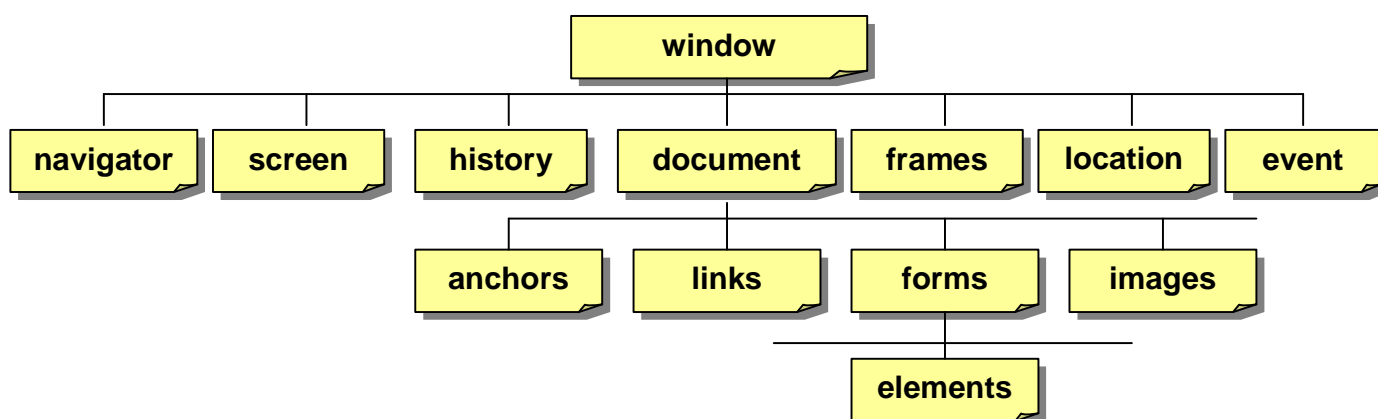 window
navigator screen history document frames location event
anchors links forms images
elements